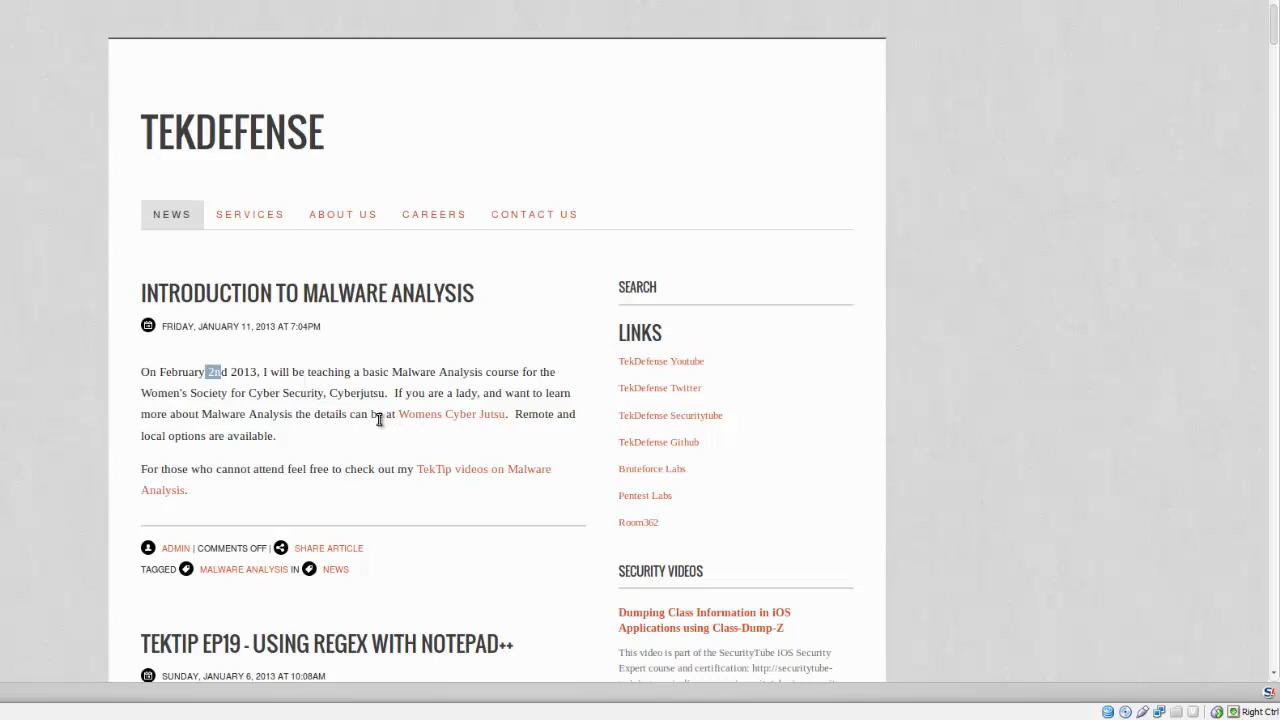 TEKDEFENSE
NEWS SERVICES ABOUT US CAREERS CONTACT US
INTRODUCTION TO MALWARE ANALYSIS
FRIDAY, JANUARY 11, 2013 AT 7:04PM
On February 2nd 2013, I will be teaching a basic Malware Analysis course for the
Women's Society for Cyber Security, Cyberjutsu. If you are a lady, and want to learn
more about Malware Analysis the details can be at Womens Cyber Jutsu. Remote and
local options are available.
For those who cannot attend feel free to check out my TekTip videos on Malware
Analysis.
ADMIN | COMMENTS OFF | SHARE ARTICLE
TAGGED MALWARE ANALYSIS IN NEWS
TEKTIP EP19 - USING REGEX WITH NOTEPAD++
SUNDAY, JANUARY 6, 2013 AT 10:08AM
SEARCH
LINKS
TekDefense Youtube
TekDefense Twitter
TekDefense Securitytube
TekDefense Github
Bruteforce Labs
Pentest Labs
Room362
SECURITY VIDEOS
Dumping Class Information in iOS
Applications using Class-Dump-Z
This video is part of the SecurityTube iOS Security
Expert course and certification: http://securitytube-
Right Ctrl